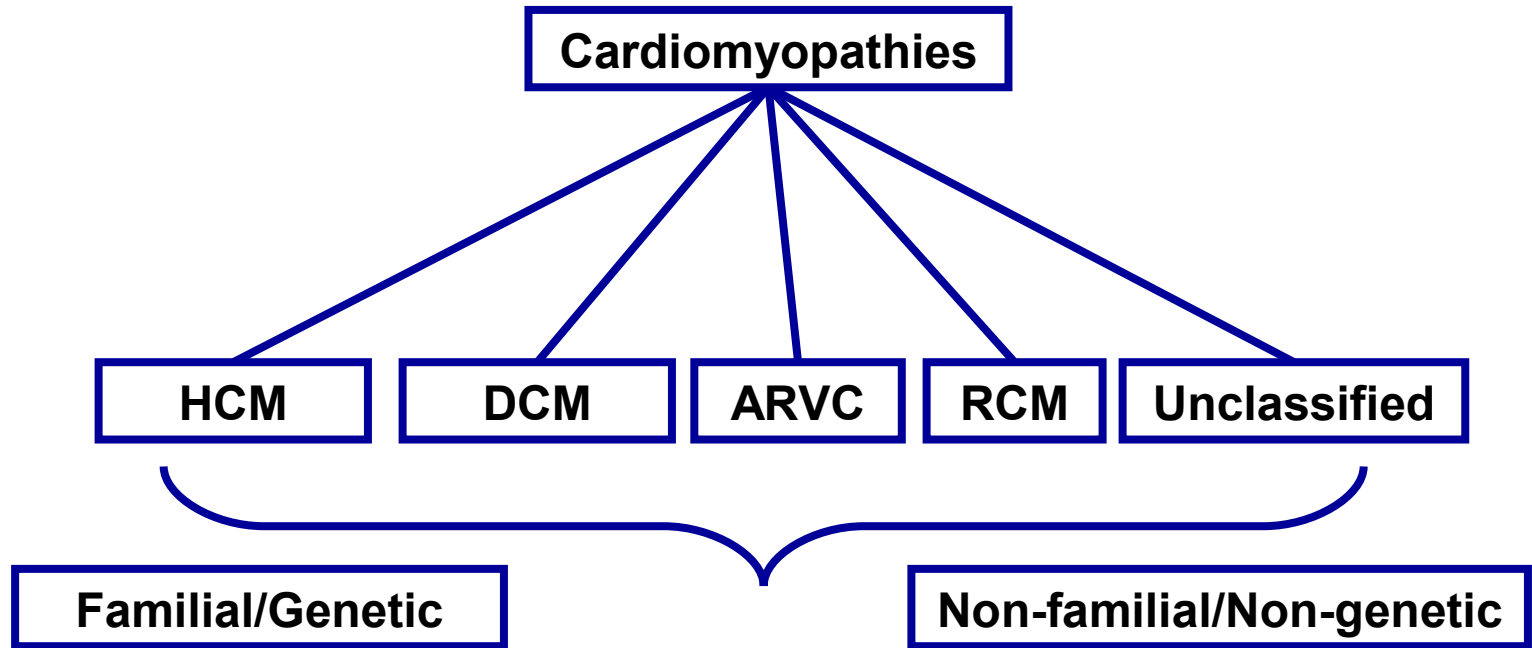 Cardiomyopathies
HCM
DCM
ARVC
RCM
Unclassified
Familial/Genetic
Non-familial/Non-genetic